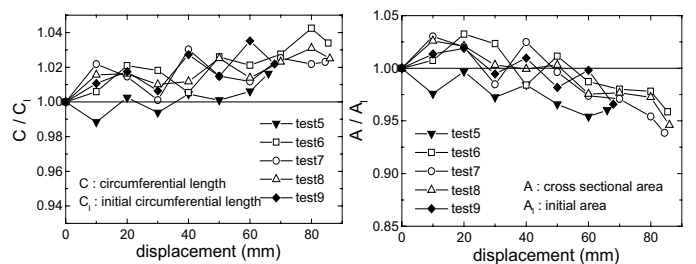 1.04
1.02
1.00
0.98
0.96
0.94
C / C_I
0 20 40 60 80
displacement (mm)
test5
test6
test7
test8
test9
C : circumferential length
C_I : initial circumferential length
1.05
1.00
0.95
0.90
0.85
A / A_I
0 20 40 60 80
displacement (mm)
test5
test6
test7
test8
test9
A : cross sectional area
A_I : initial area